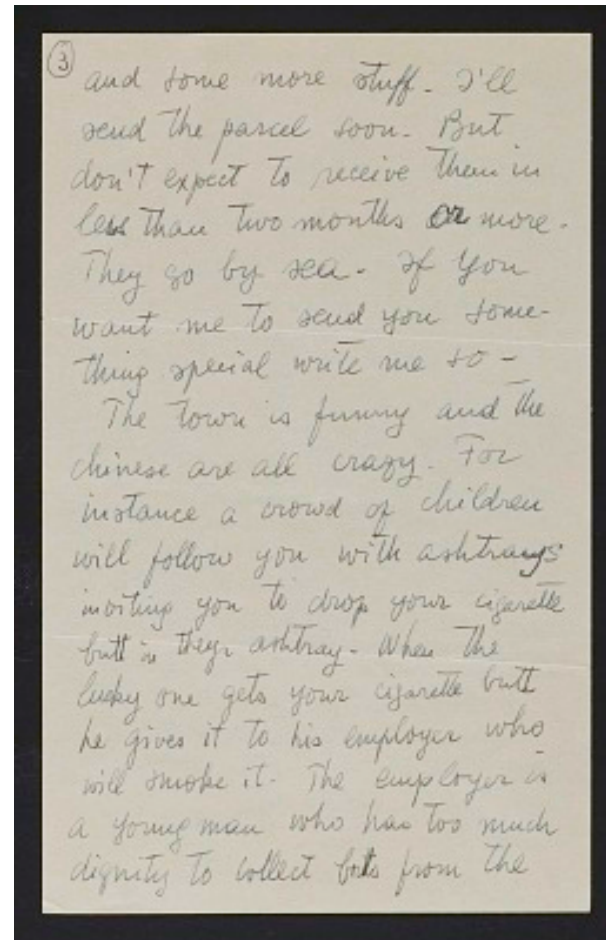 3
and some more stuff. I'll
send the parcel soon. But
don't expect to receive them in
less than two months or more.
They go by sea. If you
want me to send you some-
thing special write me so -
The town is funny and the
chinese are all crazy. For
instance a crowd of children
will follow you with ashtrays
inviting you to drop your cigarette
butt in theyr ashtray. When the
lucky one gets your cigarette butt
he gives it to his employer who
will smoke it. The employer is
a young man who has too much
dignity to collect buts from the